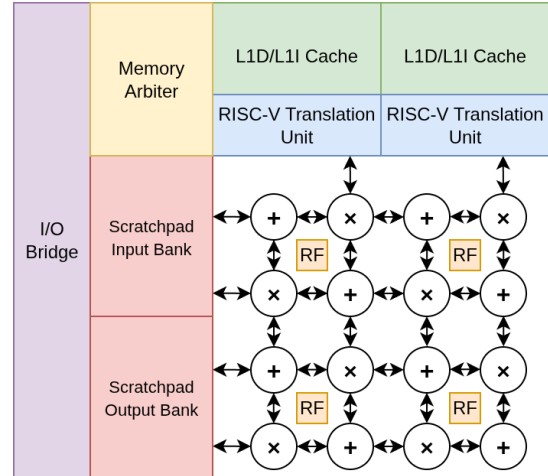 Memory
Arbiter
L1D/L1I Cache
L1D/L1I Cache
RISC-V Translation
Unit
RISC-V Translation
Unit
I/O
Bridge
Scratchpad
Input Bank
Scratchpad
Output Bank
+ × + ×
RF RF
× + × +
+ × + ×
RF RF
× + × +